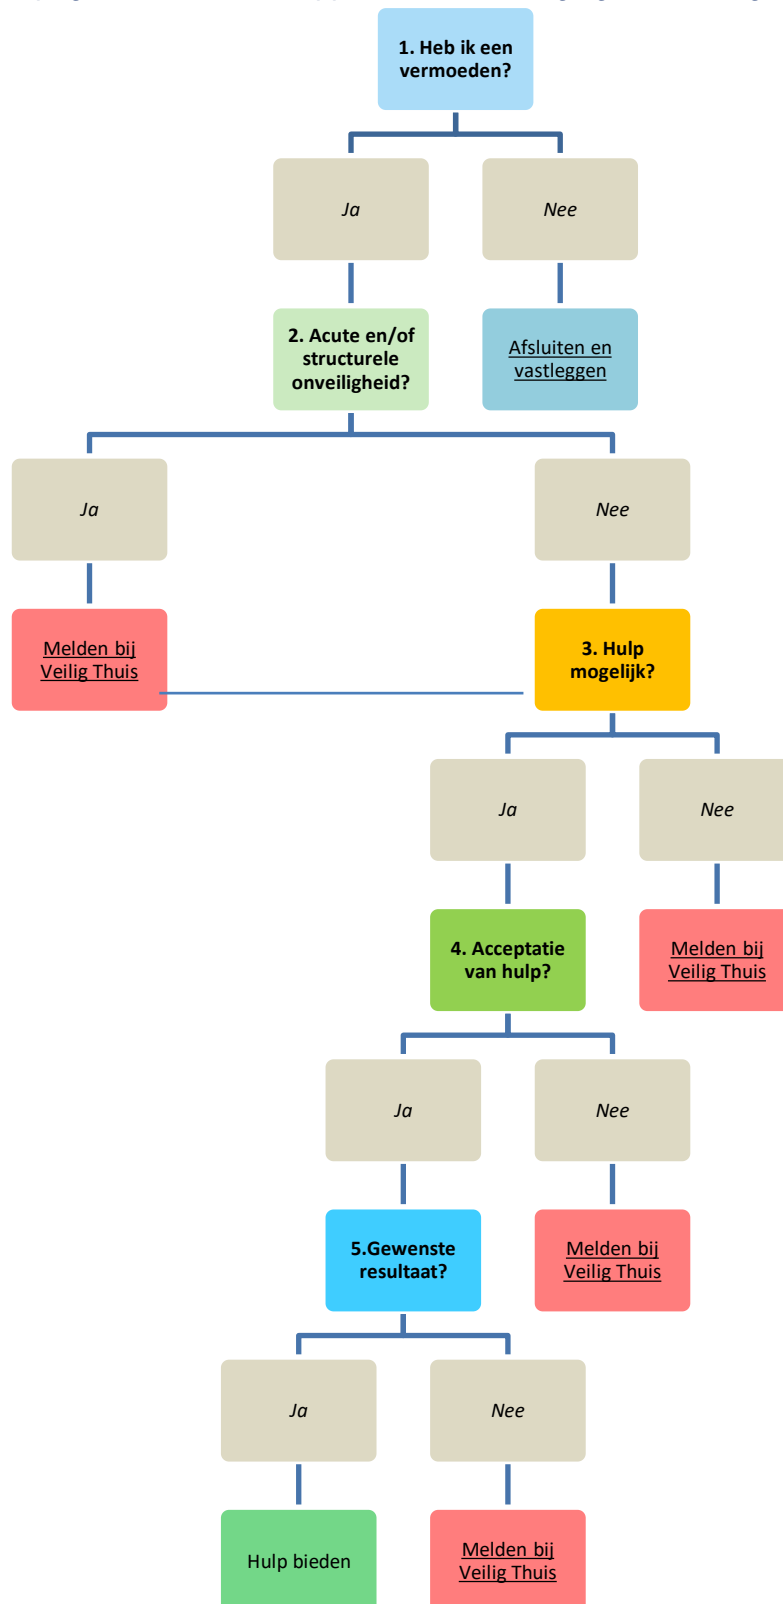 1. Heb ik een
vermoeden?
Ja
Nee
2. Acute en/of
structurele
onveiligheid?
Afsluiten en
vastleggen
Ja
Nee
Melden bij
Veilig Thuis
3. Hulp
mogelijk?
Ja
Nee
4. Acceptatie
van hulp?
Melden bij
Veilig Thuis
Ja
Nee
5.Gewenste
resultaat?
Melden bij
Veilig Thuis
Ja
Nee
Hulp bieden
Melden bij
Veilig Thuis